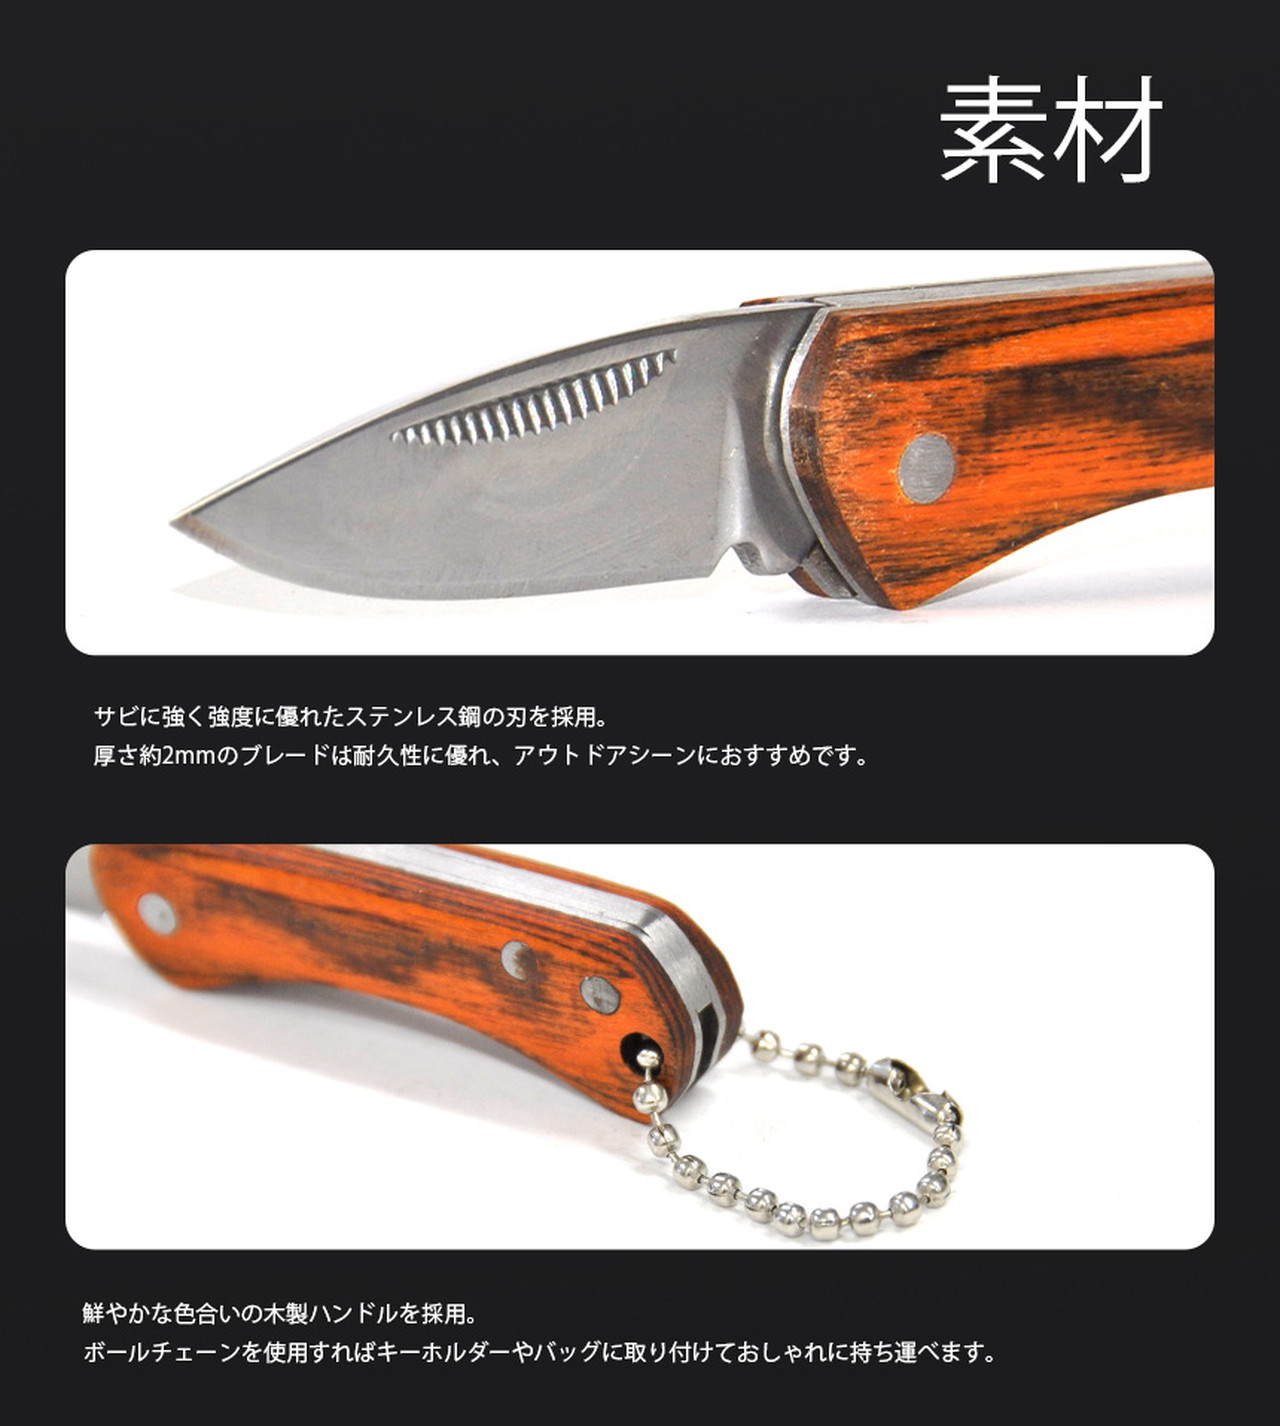 素材
サビに強く強度に優れたステンレス鋼の刃を採用。
厚さ約2mmのブレードは耐久性に優れ、アウトドアシーンにおすすめです。
鮮やかな色合いの木製ハンドルを採用。
ボールチェーンを使用すればキーホルダーやバッグに取り付けておしゃれに持ち運べます。